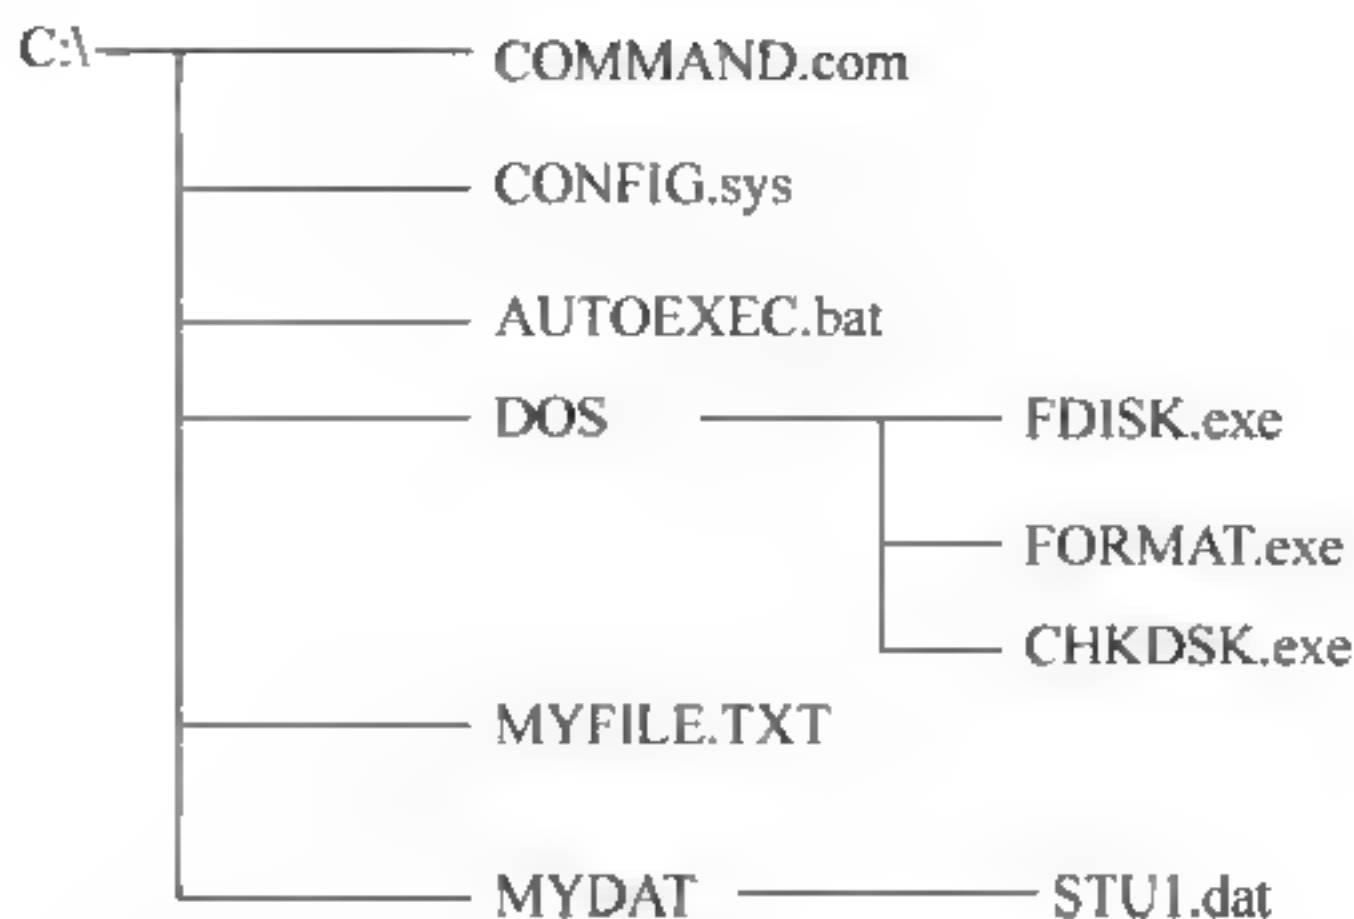 C:\
COMMAND.com
CONFIG.sys
AUTOEXEC.bat
DOS
FDISK.exe
FORMAT.exe
CHKDSK.exe
MYFILE.TXT
MYDAT
STU1.dat